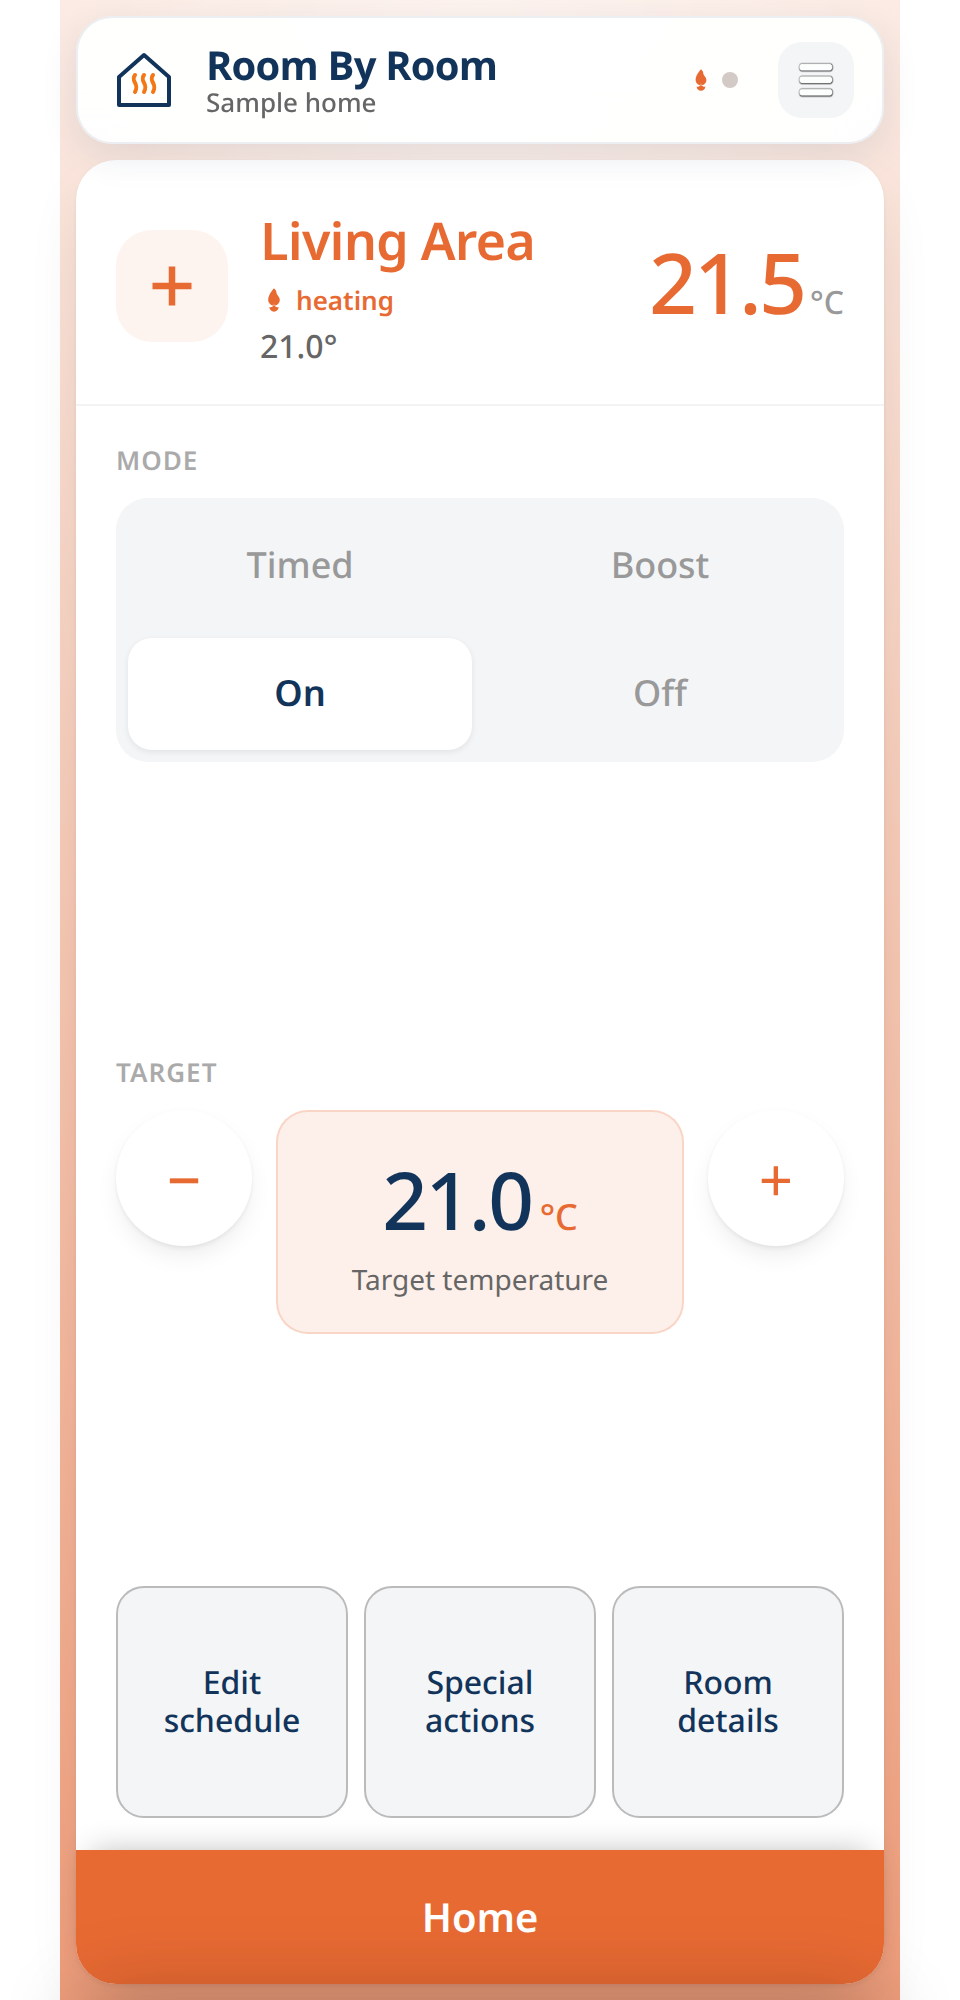 Room By Room
Sample home
Living Area
heating
21.0°
21.5 °C
MODE
Timed
Boost
On
Off
TARGET
−
21.0 °C
Target temperature
+
Edit
schedule
Special
actions
Room
details
Home